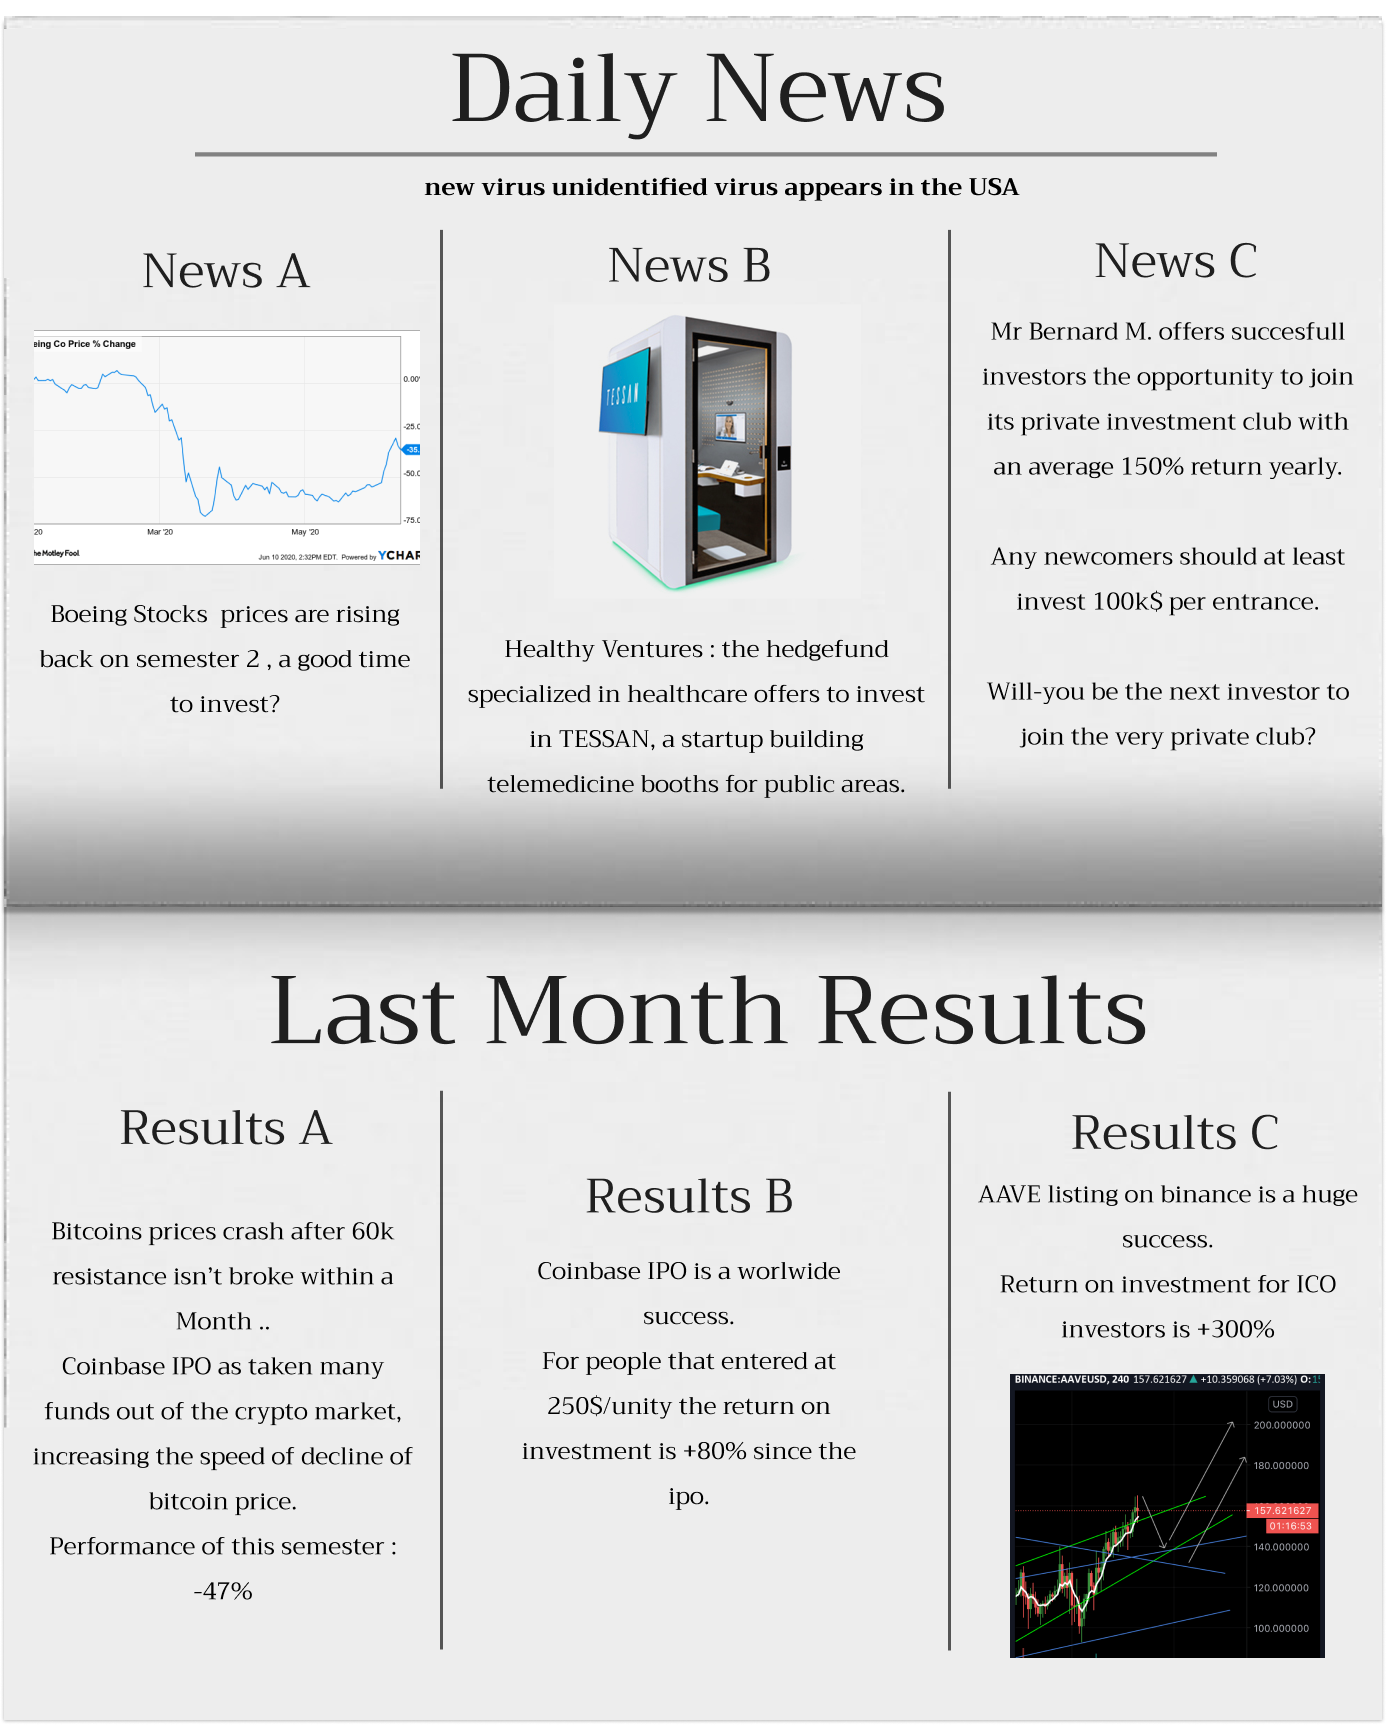 Daily News
new virus unidentified virus appears in the USA
News A
eing Co Price % Change
0.00%
-25.0
-35.
-50.0
-75.0
20
Mar '20
May '20
he Motley Fool
Jun 10 2020, 2:32PM EDT. Powered by YCHAR
Boeing Stocks  prices are rising
back on semester 2 , a good time
to invest?
News B
TESSAN
Healthy Ventures : the hedgefund
specialized in healthcare offers to invest
in TESSAN, a startup building
telemedicine booths for public areas.
News C
Mr Bernard M. offers succesfull
investors the opportunity to join
its private investment club with
an average 150% return yearly.
Any newcomers should at least
invest 100k$ per entrance.
Will-you be the next investor to
join the very private club?
Last Month Results
Results A
Bitcoins prices crash after 60k
resistance isn't broke within a
Month ..
Coinbase IPO as taken many
funds out of the crypto market,
increasing the speed of decline of
bitcoin price.
Performance of this semester :
-47%
Results B
Coinbase IPO is a worlwide
success.
For people that entered at
250$/unity the return on
investment is +80% since the
ipo.
Results C
AAVE listing on binance is a huge
success.
Return on investment for ICO
investors is +300%
BINANCE:AAVEUSD, 240 157.621627 ▲ +10.359068 (+7.03%) O:
USD
200.000000
180.000000
157.621627
01:16:53
140.000000
120.000000
100.000000